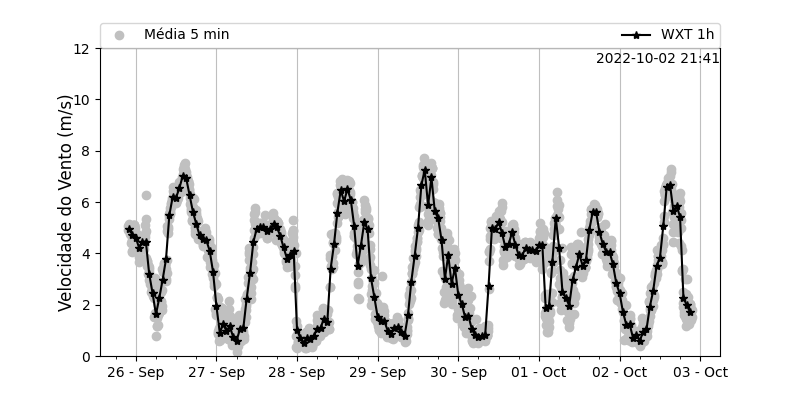 Média 5 min
WXT 1h
2022-10-02 21:41
Velocidade do Vento (m/s)
12
10
8
6
4
2
0
26 - Sep
27 - Sep
28 - Sep
29 - Sep
30 - Sep
01 - Oct
02 - Oct
03 - Oct